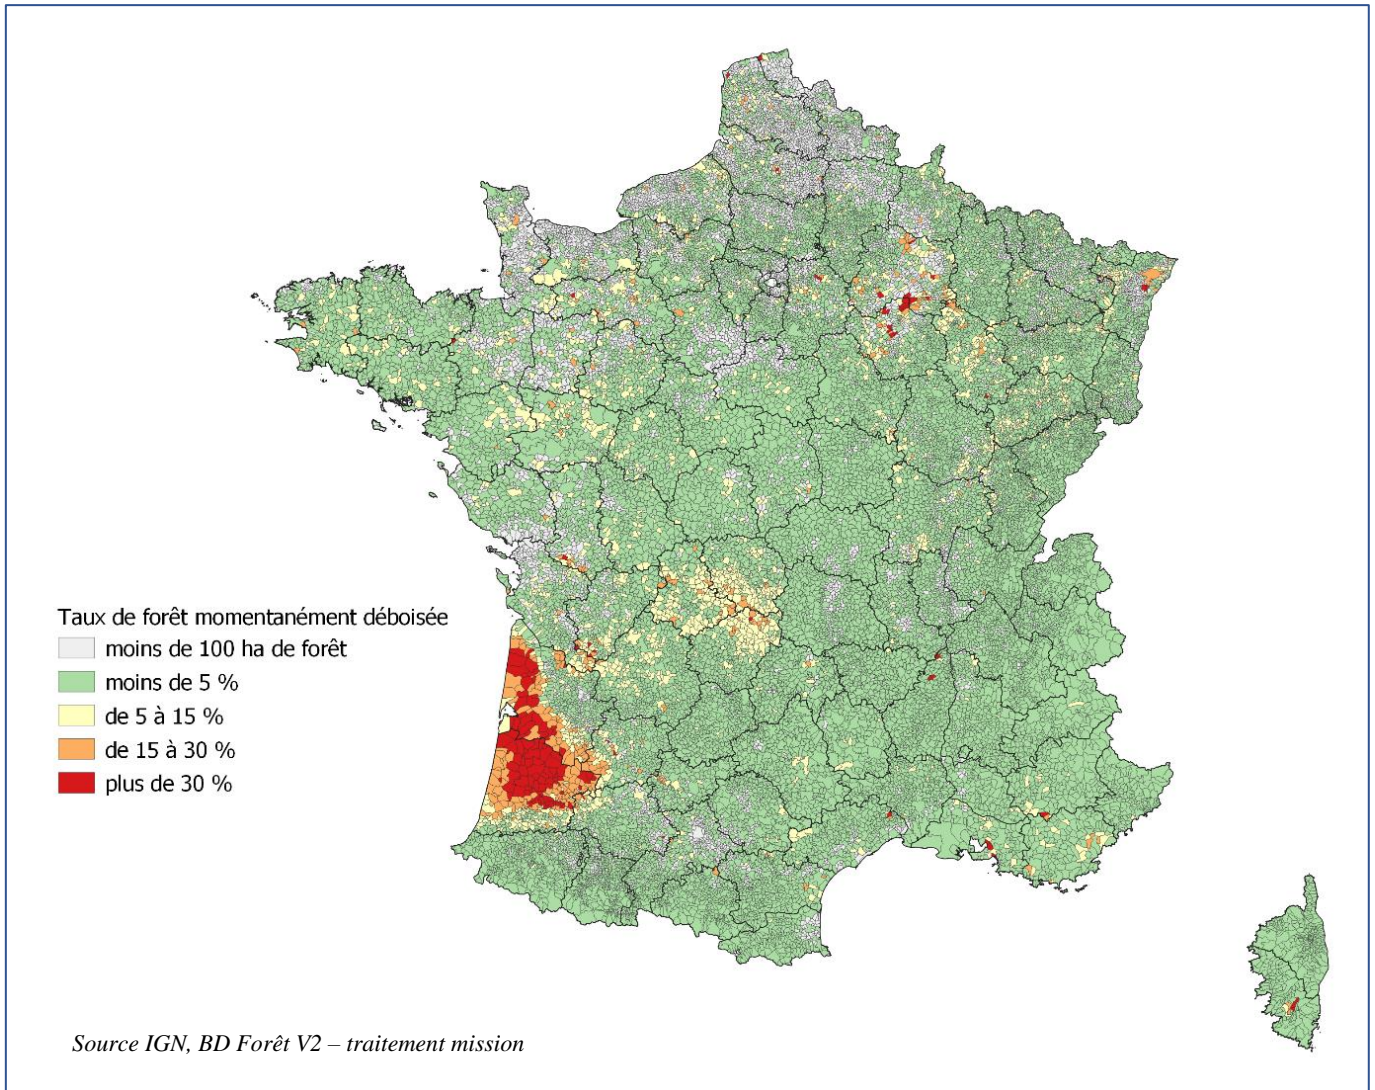 Taux de forêt momentanément déboisée
moins de 100 ha de forêt
moins de 5 %
de 5 à 15 %
de 15 à 30 %
plus de 30 %
Source IGN, BD Forêt V2 – traitement mission